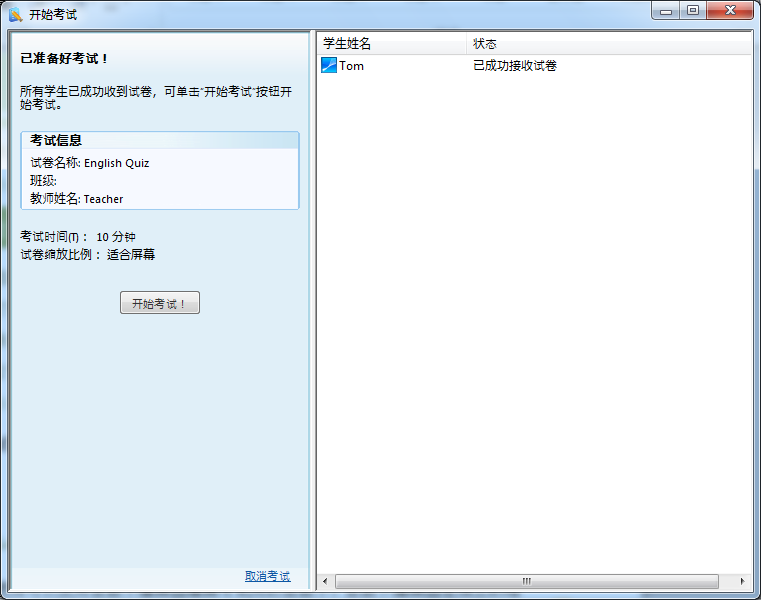 开始考试
已准备好考试！
所有学生已成功收到试卷，可单击“开始考试”按钮开
始考试。
考试信息
试卷名称: English Quiz
班级:
教师姓名: Teacher
考试时间(T)： 10 分钟
试卷缩放比例： 适合屏幕
开始考试！
取消考试
学生姓名 状态
Tom 已成功接收试卷